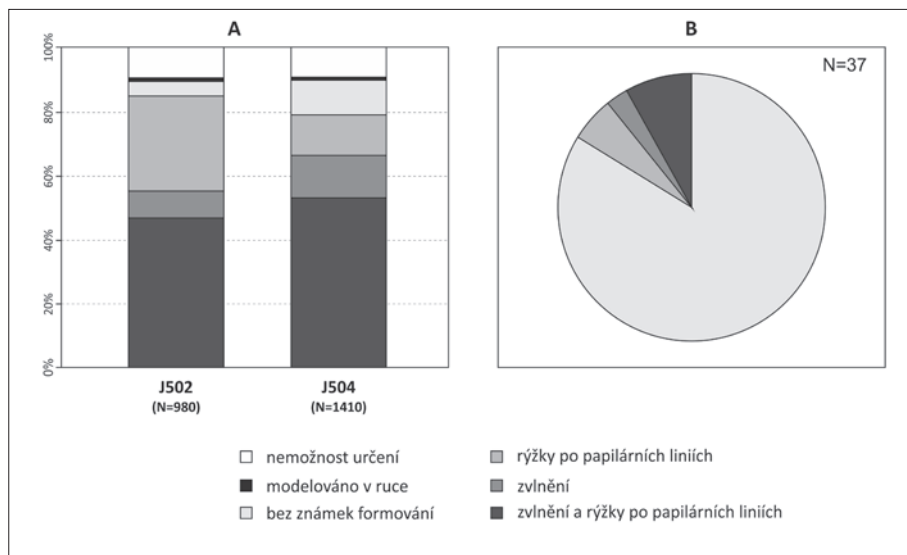 A
B
100%
80%
60%
40%
20%
0%
N=37
J502
(N=980)
J504
(N=1410)
nemožnost určení
modelováno v ruce
bez známek formování
rýžky po papilárních liniích
zvlnění
zvlnění a rýžky po papilárních liniích